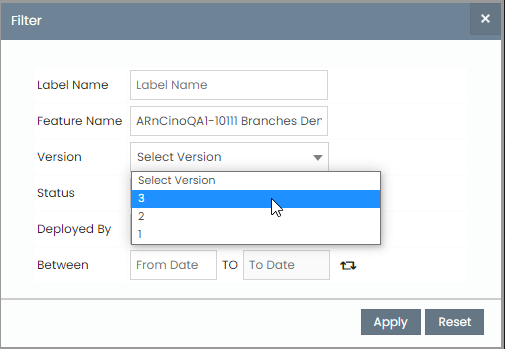 Filter ×
Label Name Label Name
Feature Name ARnCinoQA1-10111 Branches Der
Version Select Version
Select Version
Status 3
2
Deployed By 1
Between From Date TO To Date
Apply Reset